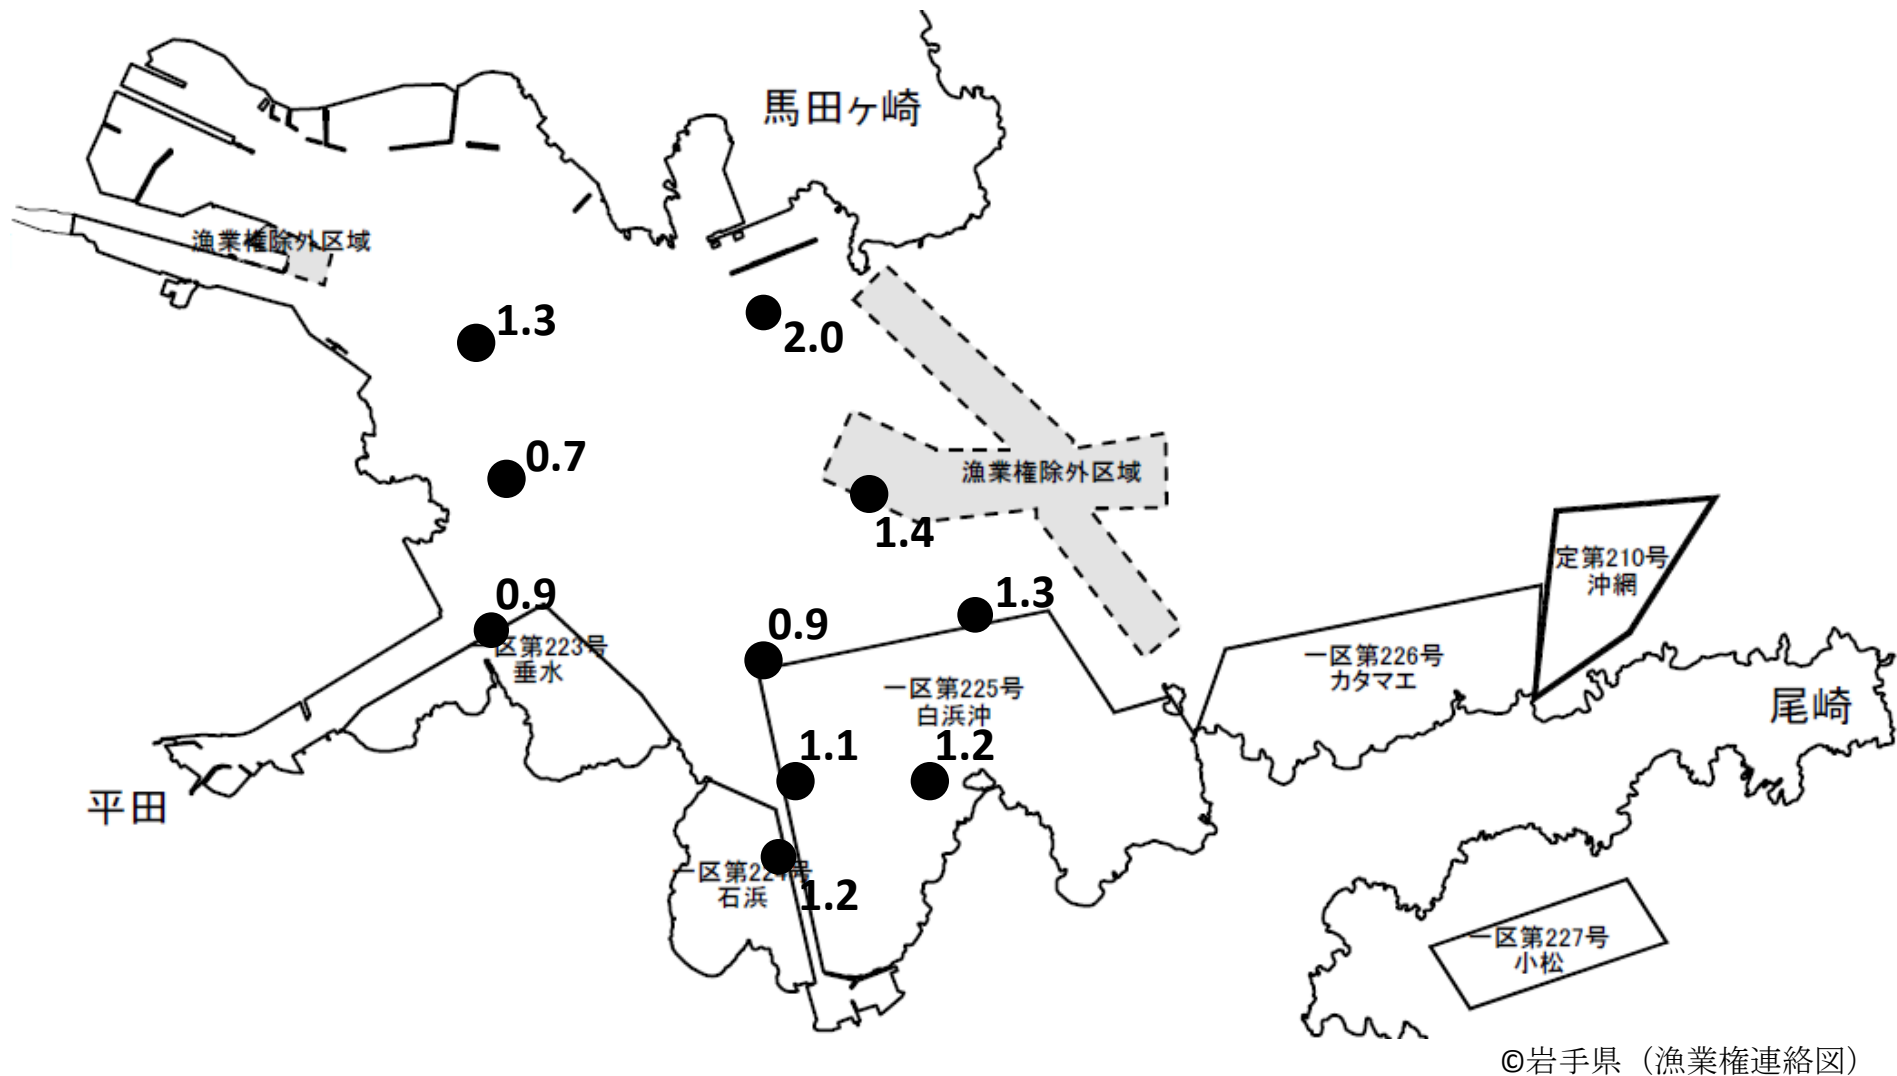 馬田ヶ崎
漁業権除外区域
1.3
2.0
0.7
漁業権除外区域
1.4
定第210号
沖網
0.9
1.3
0.9
区第223号
垂水
一区第226号
カタマエ
一区第225号
白浜沖
尾崎
1.1
1.2
平田
一区第224号
石浜
1.2
一区第227号
小松
©岩手県（漁業権連絡図）